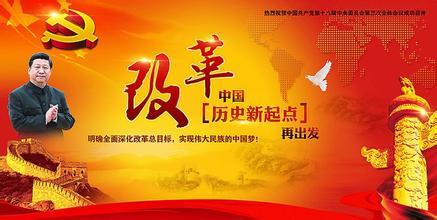 热烈祝贺中国共产党第十八届中央委员会第三次全体会议成功召开
改革
中国
[历史新起点]
再出发
明确全面深化改革总目标，实现伟大民族的中国梦！